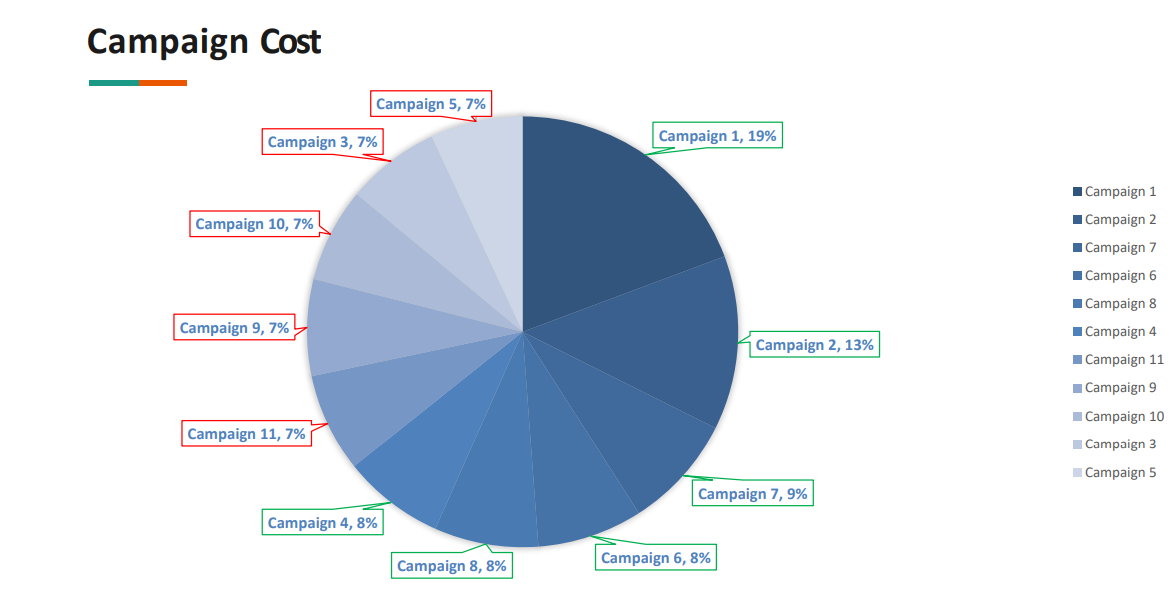 Campaign Cost
Campaign 5, 7%
Campaign 1, 19%
Campaign 3, 7%
Campaign 10, 7%
Campaign 9, 7%
Campaign 2, 13%
Campaign 11, 7%
Campaign 7, 9%
Campaign 4, 8%
Campaign 6, 8%
Campaign 8, 8%
Campaign 1
Campaign 2
Campaign 7
Campaign 6
Campaign 8
Campaign 4
Campaign 11
Campaign 9
Campaign 10
Campaign 3
Campaign 5